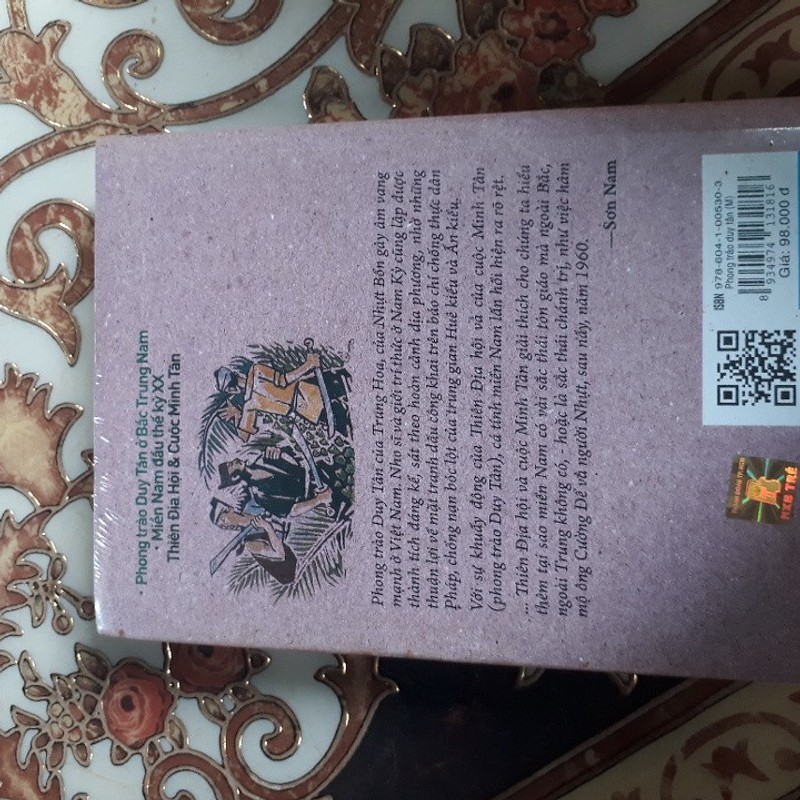 • Phong trào Duy Tân ở Bắc Trung Nam
• Miền Nam đầu thế kỷ XX
Thiên Địa Hội & Cuộc Minh Tân
Phong trào Duy Tân của Trung Hoa, của Nhựt Bổn gây âm vang
mạnh ở Việt Nam. Nho sĩ và giới trí thức ở Nam Kỳ cũng lập được
thành tích đáng kể, sát theo hoàn cảnh địa phương, nhờ những
thuận lợi về mặt tranh đấu công khai trên báo chí chống thực dân
Pháp, chống nạn bóc lột của trung gian Huê kiều và Ấn kiều.
Với sự khuấy động của Thiên Địa hội và của cuộc Minh Tân
(phong trào Duy Tân), cá tính miền Nam lần hồi hiện ra rõ rệt.
... Thiên Địa hội và cuộc Minh Tân giải thích cho chúng ta hiểu
thêm tại sao miền Nam có vài sắc thái tôn giáo mà ngoài Bắc,
ngoài Trung không có, - hoặc là sắc thái chánh trị, như việc hâm
mộ ông Cường Để và người Nhựt, sau này, năm 1960.
—Sơn Nam
ISBN 978-604-1-00530-3
Phong trào duy tân (M)
8 934974 131816
Giá: 98.000 đ
NXB TRẺ